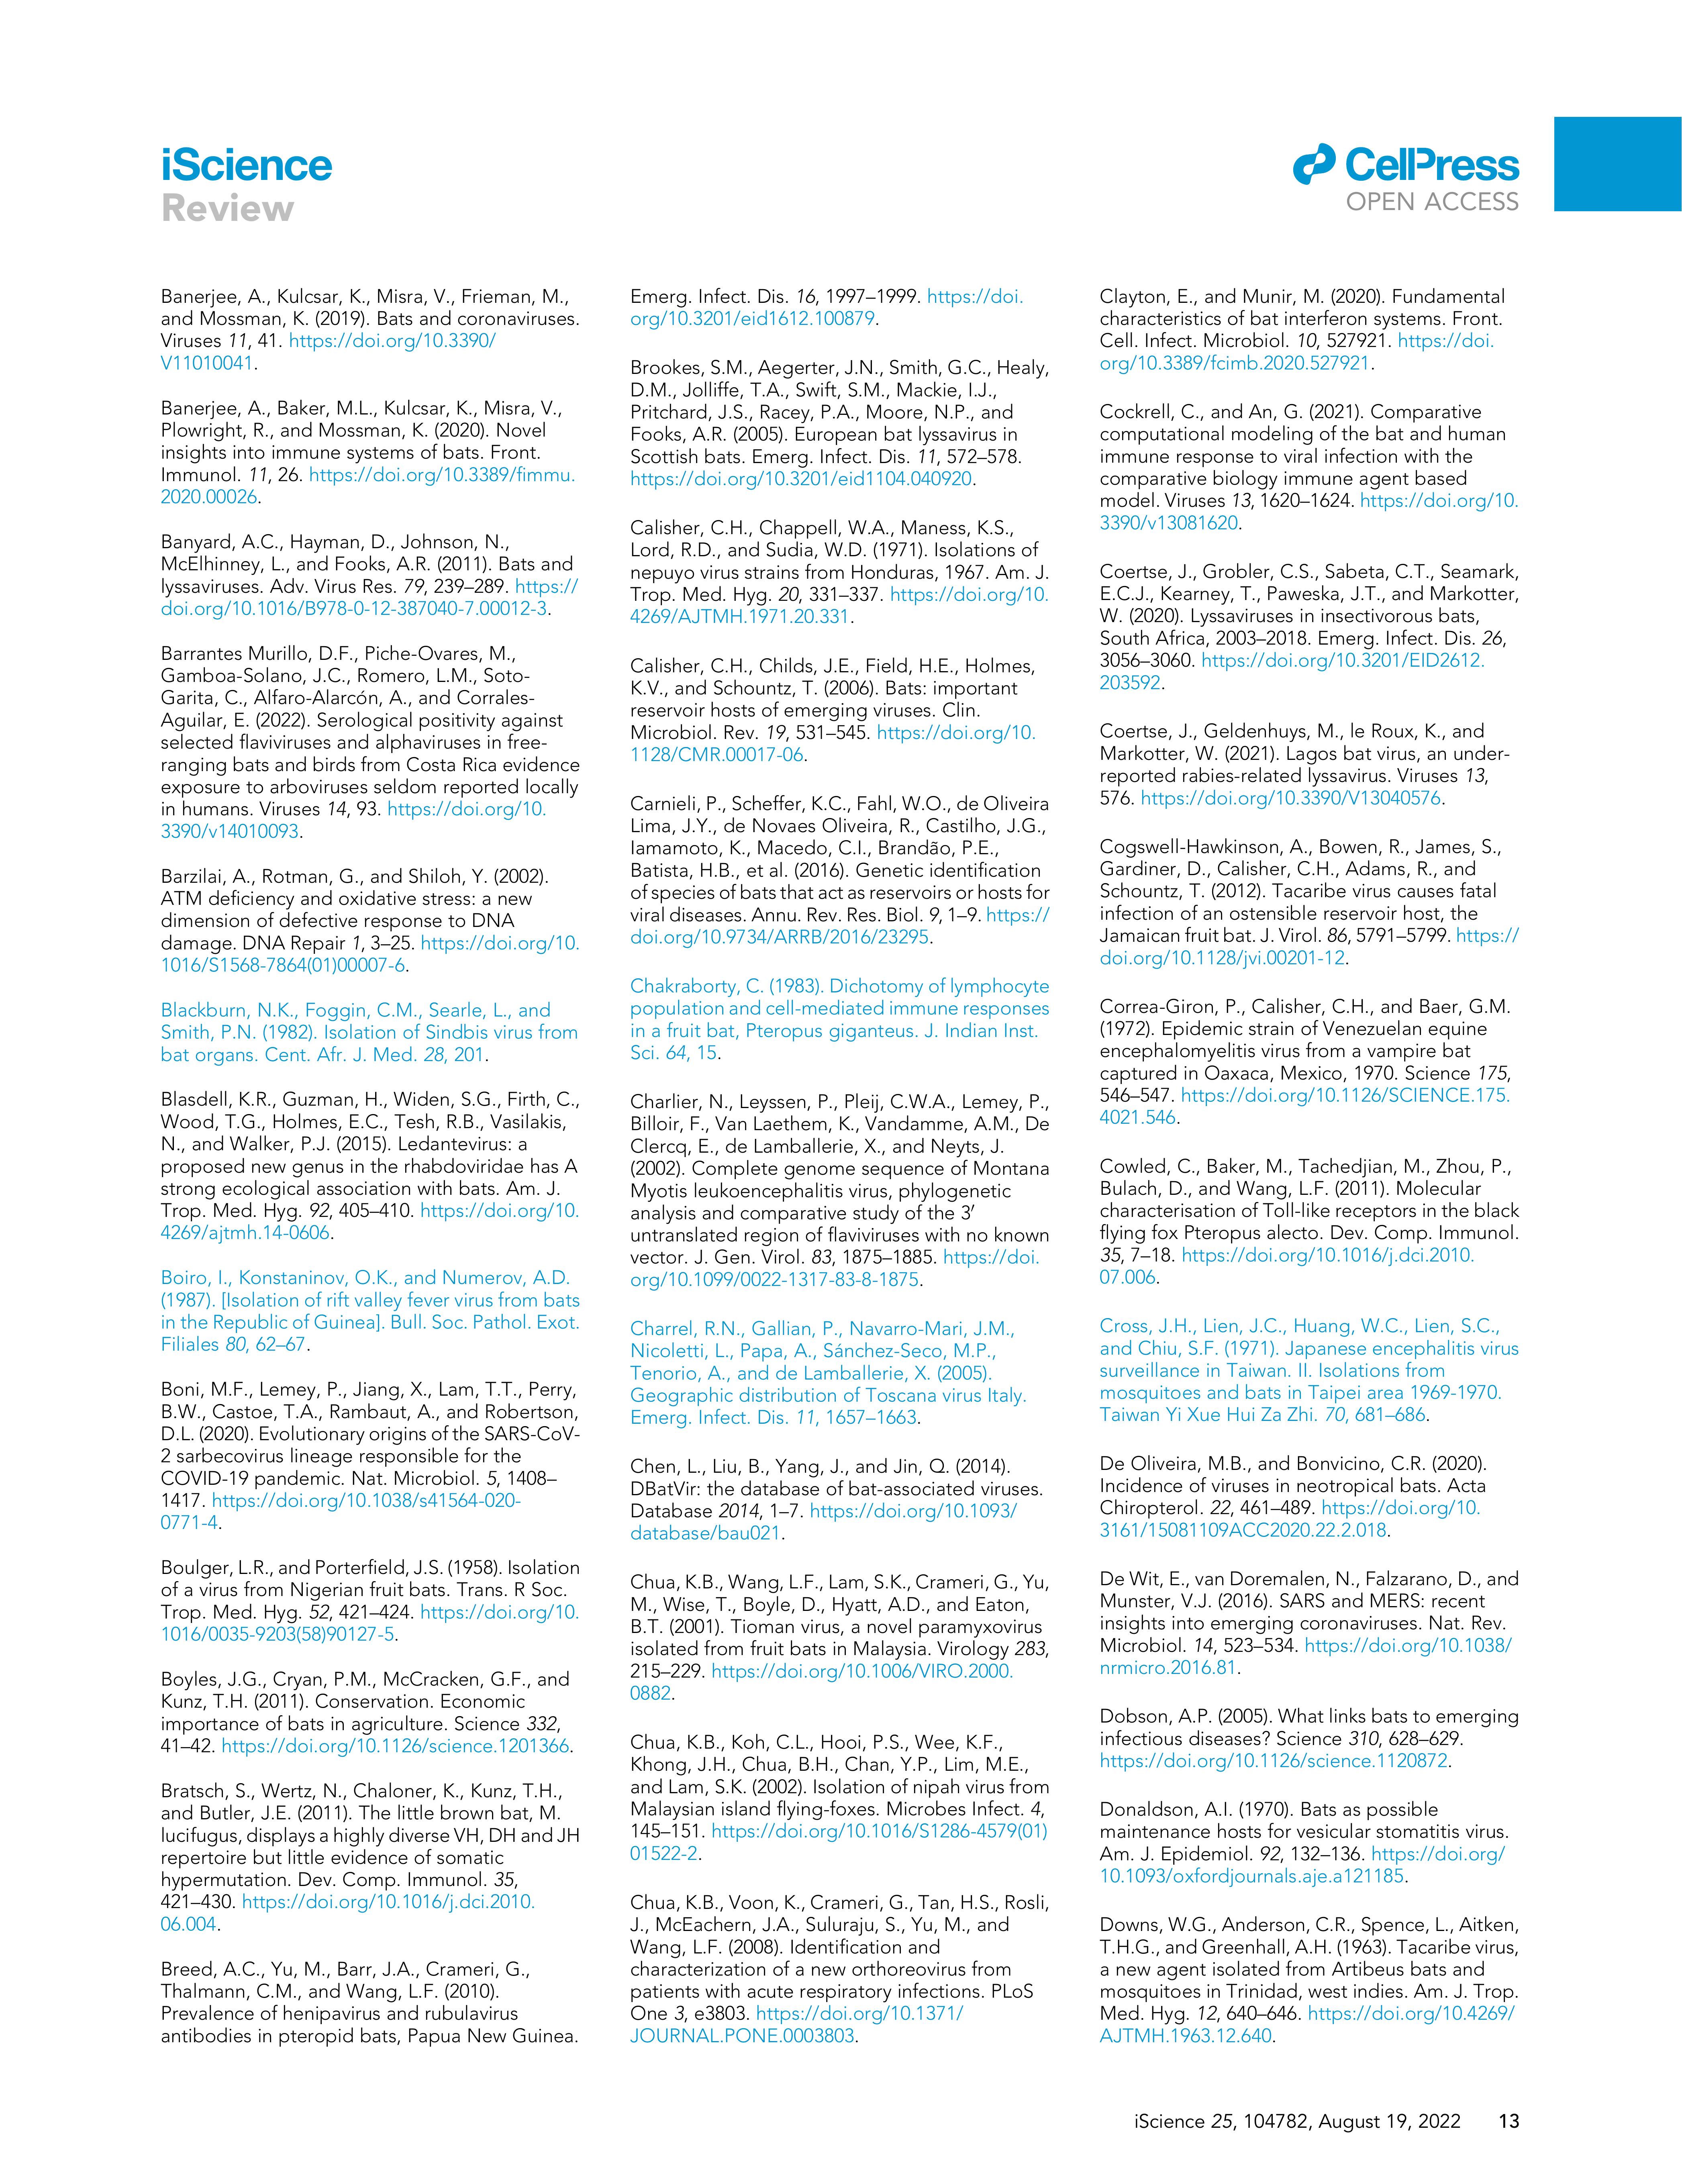 iScience
Review
CellPress
OPEN ACCESS
Banerjee, A., Kulcsar, K., Misra, V., Frieman, M.,
and Mossman, K. (2019). Bats and coronaviruses.
Viruses 11, 41. https://doi.org/10.3390/
V11010041.
Banerjee, A., Baker, M.L., Kulcsar, K., Misra, V.,
Plowright, R., and Mossman, K. (2020). Novel
insights into immune systems of bats. Front.
Immunol. 11, 26. https://doi.org/10.3389/fimmu.
2020.00026.
Banyard, A.C., Hayman, D., Johnson, N.,
McElhinney, L., and Fooks, A.R. (2011). Bats and
lyssaviruses. Adv. Virus Res. 79, 239–289. https://
doi.org/10.1016/B978-0-12-387040-7.00012-3.
Barrantes Murillo, D.F., Piche-Ovares, M.,
Gamboa-Solano, J.C., Romero, L.M., Soto-
Garita, C., Alfaro-Alarcón, A., and Corrales-
Aguilar, E. (2022). Serological positivity against
selected flaviviruses and alphaviruses in free-
ranging bats and birds from Costa Rica evidence
exposure to arboviruses seldom reported locally
in humans. Viruses 14, 93. https://doi.org/10.
3390/v14010093.
Barzilai, A., Rotman, G., and Shiloh, Y. (2002).
ATM deficiency and oxidative stress: a new
dimension of defective response to DNA
damage. DNA Repair 1, 3–25. https://doi.org/10.
1016/S1568-7864(01)00007-6.
Blackburn, N.K., Foggin, C.M., Searle, L., and
Smith, P.N. (1982). Isolation of Sindbis virus from
bat organs. Cent. Afr. J. Med. 28, 201.
Blasdell, K.R., Guzman, H., Widen, S.G., Firth, C.,
Wood, T.G., Holmes, E.C., Tesh, R.B., Vasilakis,
N., and Walker, P.J. (2015). Ledantevirus: a
proposed new genus in the rhabdoviridae has A
strong ecological association with bats. Am. J.
Trop. Med. Hyg. 92, 405–410. https://doi.org/10.
4269/ajtmh.14-0606.
Boiro, I., Konstaninov, O.K., and Numerov, A.D.
(1987). [Isolation of rift valley fever virus from bats
in the Republic of Guinea]. Bull. Soc. Pathol. Exot.
Filiales 80, 62–67.
Boni, M.F., Lemey, P., Jiang, X., Lam, T.T., Perry,
B.W., Castoe, T.A., Rambaut, A., and Robertson,
D.L. (2020). Evolutionary origins of the SARS-CoV-
2 sarbecovirus lineage responsible for the
COVID-19 pandemic. Nat. Microbiol. 5, 1408–
1417. https://doi.org/10.1038/s41564-020-
0771-4.
Boulger, L.R., and Porterfield, J.S. (1958). Isolation
of a virus from Nigerian fruit bats. Trans. R Soc.
Trop. Med. Hyg. 52, 421–424. https://doi.org/10.
1016/0035-9203(58)90127-5.
Boyles, J.G., Cryan, P.M., McCracken, G.F., and
Kunz, T.H. (2011). Conservation. Economic
importance of bats in agriculture. Science 332,
41–42. https://doi.org/10.1126/science.1201366.
Bratsch, S., Wertz, N., Chaloner, K., Kunz, T.H.,
and Butler, J.E. (2011). The little brown bat, M.
lucifugus, displays a highly diverse VH, DH and JH
repertoire but little evidence of somatic
hypermutation. Dev. Comp. Immunol. 35,
421–430. https://doi.org/10.1016/j.dci.2010.
06.004.
Breed, A.C., Yu, M., Barr, J.A., Crameri, G.,
Thalmann, C.M., and Wang, L.F. (2010).
Prevalence of henipavirus and rubulavirus
antibodies in pteropid bats, Papua New Guinea.
Emerg. Infect. Dis. 16, 1997–1999. https://doi.
org/10.3201/eid1612.100879.
Brookes, S.M., Aegerter, J.N., Smith, G.C., Healy,
D.M., Jolliffe, T.A., Swift, S.M., Mackie, I.J.,
Pritchard, J.S., Racey, P.A., Moore, N.P., and
Fooks, A.R. (2005). European bat lyssavirus in
Scottish bats. Emerg. Infect. Dis. 11, 572–578.
https://doi.org/10.3201/eid1104.040920.
Calisher, C.H., Chappell, W.A., Maness, K.S.,
Lord, R.D., and Sudia, W.D. (1971). Isolations of
nepuyo virus strains from Honduras, 1967. Am. J.
Trop. Med. Hyg. 20, 331–337. https://doi.org/10.
4269/AJTMH.1971.20.331.
Calisher, C.H., Childs, J.E., Field, H.E., Holmes,
K.V., and Schountz, T. (2006). Bats: important
reservoir hosts of emerging viruses. Clin.
Microbiol. Rev. 19, 531–545. https://doi.org/10.
1128/CMR.00017-06.
Carnieli, P., Scheffer, K.C., Fahl, W.O., de Oliveira
Lima, J.Y., de Novaes Oliveira, R., Castilho, J.G.,
Iamamoto, K., Macedo, C.I., Brandão, P.E.,
Batista, H.B., et al. (2016). Genetic identification
of species of bats that act as reservoirs or hosts for
viral diseases. Annu. Rev. Res. Biol. 9, 1–9. https://
doi.org/10.9734/ARRB/2016/23295.
Chakraborty, C. (1983). Dichotomy of lymphocyte
population and cell-mediated immune responses
in a fruit bat, Pteropus giganteus. J. Indian Inst.
Sci. 64, 15.
Charlier, N., Leyssen, P., Pleij, C.W.A., Lemey, P.,
Billoir, F., Van Laethem, K., Vandamme, A.M., De
Clercq, E., de Lamballerie, X., and Neyts, J.
(2002). Complete genome sequence of Montana
Myotis leukoencephalitis virus, phylogenetic
analysis and comparative study of the 3′
untranslated region of flaviviruses with no known
vector. J. Gen. Virol. 83, 1875–1885. https://doi.
org/10.1099/0022-1317-83-8-1875.
Charrel, R.N., Gallian, P., Navarro-Mari, J.M.,
Nicoletti, L., Papa, A., Sánchez-Seco, M.P.,
Tenorio, A., and de Lamballerie, X. (2005).
Geographic distribution of Toscana virus Italy.
Emerg. Infect. Dis. 11, 1657–1663.
Chen, L., Liu, B., Yang, J., and Jin, Q. (2014).
DBatVir: the database of bat-associated viruses.
Database 2014, 1–7. https://doi.org/10.1093/
database/bau021.
Chua, K.B., Wang, L.F., Lam, S.K., Crameri, G., Yu,
M., Wise, T., Boyle, D., Hyatt, A.D., and Eaton,
B.T. (2001). Tioman virus, a novel paramyxovirus
isolated from fruit bats in Malaysia. Virology 283,
215–229. https://doi.org/10.1006/VIRO.2000.
0882.
Chua, K.B., Koh, C.L., Hooi, P.S., Wee, K.F.,
Khong, J.H., Chua, B.H., Chan, Y.P., Lim, M.E.,
and Lam, S.K. (2002). Isolation of nipah virus from
Malaysian island flying-foxes. Microbes Infect. 4,
145–151. https://doi.org/10.1016/S1286-4579(01)
01522-2.
Chua, K.B., Voon, K., Crameri, G., Tan, H.S., Rosli,
J., McEachern, J.A., Suluraju, S., Yu, M., and
Wang, L.F. (2008). Identification and
characterization of a new orthoreovirus from
patients with acute respiratory infections. PLoS
One 3, e3803. https://doi.org/10.1371/
JOURNAL.PONE.0003803.
Clayton, E., and Munir, M. (2020). Fundamental
characteristics of bat interferon systems. Front.
Cell. Infect. Microbiol. 10, 527921. https://doi.
org/10.3389/fcimb.2020.527921.
Cockrell, C., and An, G. (2021). Comparative
computational modeling of the bat and human
immune response to viral infection with the
comparative biology immune agent based
model. Viruses 13, 1620–1624. https://doi.org/10.
3390/v13081620.
Coertse, J., Grobler, C.S., Sabeta, C.T., Seamark,
E.C.J., Kearney, T., Paweska, J.T., and Markotter,
W. (2020). Lyssaviruses in insectivorous bats,
South Africa, 2003–2018. Emerg. Infect. Dis. 26,
3056–3060. https://doi.org/10.3201/EID2612.
203592.
Coertse, J., Geldenhuys, M., le Roux, K., and
Markotter, W. (2021). Lagos bat virus, an under-
reported rabies-related lyssavirus. Viruses 13,
576. https://doi.org/10.3390/V13040576.
Cogswell-Hawkinson, A., Bowen, R., James, S.,
Gardiner, D., Calisher, C.H., Adams, R., and
Schountz, T. (2012). Tacaribe virus causes fatal
infection of an ostensible reservoir host, the
Jamaican fruit bat. J. Virol. 86, 5791–5799. https://
doi.org/10.1128/jvi.00201-12.
Correa-Giron, P., Calisher, C.H., and Baer, G.M.
(1972). Epidemic strain of Venezuelan equine
encephalomyelitis virus from a vampire bat
captured in Oaxaca, Mexico, 1970. Science 175,
546–547. https://doi.org/10.1126/SCIENCE.175.
4021.546.
Cowled, C., Baker, M., Tachedjian, M., Zhou, P.,
Bulach, D., and Wang, L.F. (2011). Molecular
characterisation of Toll-like receptors in the black
flying fox Pteropus alecto. Dev. Comp. Immunol.
35, 7–18. https://doi.org/10.1016/j.dci.2010.
07.006.
Cross, J.H., Lien, J.C., Huang, W.C., Lien, S.C.,
and Chiu, S.F. (1971). Japanese encephalitis virus
surveillance in Taiwan. II. Isolations from
mosquitoes and bats in Taipei area 1969-1970.
Taiwan Yi Xue Hui Za Zhi. 70, 681–686.
De Oliveira, M.B., and Bonvicino, C.R. (2020).
Incidence of viruses in neotropical bats. Acta
Chiropterol. 22, 461–489. https://doi.org/10.
3161/15081109ACC2020.22.2.018.
De Wit, E., van Doremalen, N., Falzarano, D., and
Munster, V.J. (2016). SARS and MERS: recent
insights into emerging coronaviruses. Nat. Rev.
Microbiol. 14, 523–534. https://doi.org/10.1038/
nrmicro.2016.81.
Dobson, A.P. (2005). What links bats to emerging
infectious diseases? Science 310, 628–629.
https://doi.org/10.1126/science.1120872.
Donaldson, A.I. (1970). Bats as possible
maintenance hosts for vesicular stomatitis virus.
Am. J. Epidemiol. 92, 132–136. https://doi.org/
10.1093/oxfordjournals.aje.a121185.
Downs, W.G., Anderson, C.R., Spence, L., Aitken,
T.H.G., and Greenhall, A.H. (1963). Tacaribe virus,
a new agent isolated from Artibeus bats and
mosquitoes in Trinidad, west indies. Am. J. Trop.
Med. Hyg. 12, 640–646. https://doi.org/10.4269/
AJTMH.1963.12.640.
iScience 25, 104782, August 19, 2022 13